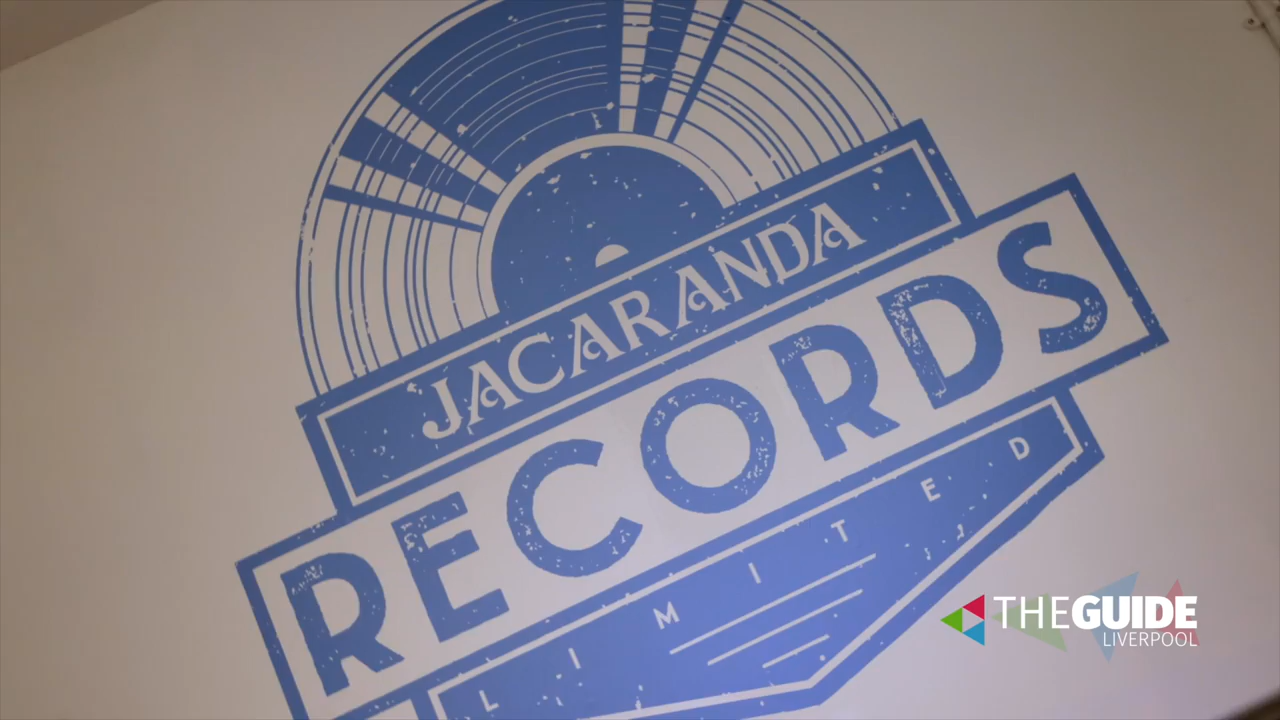 JACARANDA
RECORDS
LIMITED
THEGUIDE
LIVERPOOL